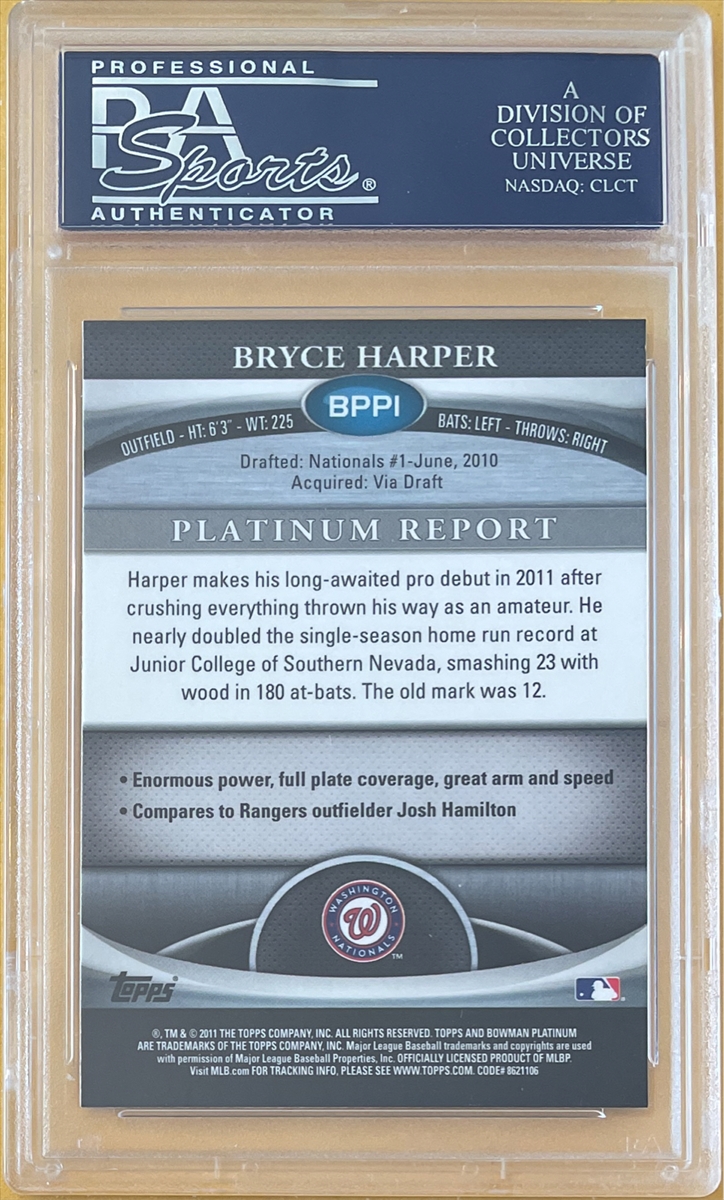 PROFESSIONAL
PSA
Sports®
AUTHENTICATOR
A
DIVISION OF
COLLECTORS
UNIVERSE
NASDAQ: CLCT
BRYCE HARPER
BPPI
OUTFIELD - HT: 6'3" - WT: 225
BATS: LEFT - THROWS: RIGHT
Drafted: Nationals #1-June, 2010
Acquired: Via Draft
PLATINUM REPORT
Harper makes his long-awaited pro debut in 2011 after
crushing everything thrown his way as an amateur. He
nearly doubled the single-season home run record at
Junior College of Southern Nevada, smashing 23 with
wood in 180 at-bats. The old mark was 12.
• Enormous power, full plate coverage, great arm and speed
• Compares to Rangers outfielder Josh Hamilton
WASHINGTON
W
NATIONALS
TM
topps®
®, TM & © 2011 THE TOPPS COMPANY, INC. ALL RIGHTS RESERVED. TOPPS AND BOWMAN PLATINUM
ARE TRADEMARKS OF THE TOPPS COMPANY, INC. Major League Baseball trademarks and copyrights are used
with permission of Major League Baseball Properties, Inc. OFFICIALLY LICENSED PRODUCT OF MLBP.
Visit MLB.com FOR TRACKING INFO, PLEASE SEE WWW.TOPPS.COM. CODE# 8621106